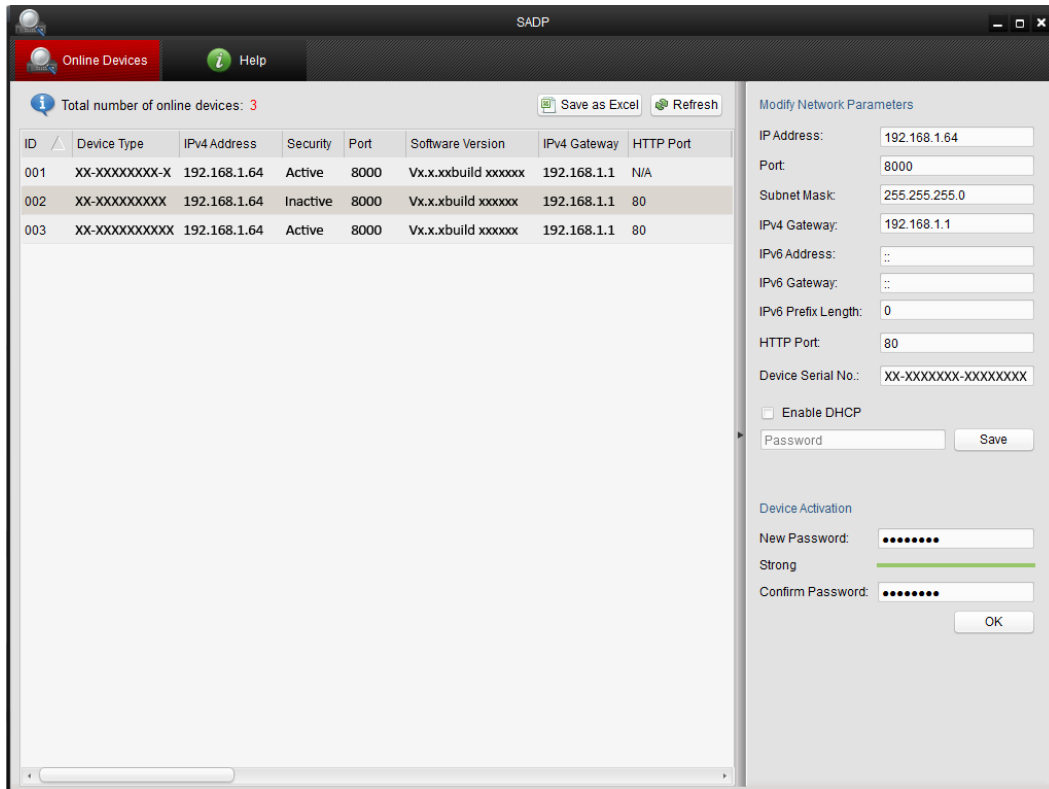 SADP
Online Devices
Help
Total number of online devices: 3
Save as Excel
Refresh
ID Device Type IPv4 Address Security Port Software Version IPv4 Gateway HTTP Port
001 XX-XXXXXXXX-X 192.168.1.64 Active 8000 Vx.x.xxbuild xxxxxx 192.168.1.1 N/A
002 XX-XXXXXXXXX 192.168.1.64 Inactive 8000 Vx.x.xbuild xxxxxx 192.168.1.1 80
003 XX-XXXXXXXXXX 192.168.1.64 Active 8000 Vx.x.xbuild xxxxxx 192.168.1.1 80
Modify Network Parameters
IP Address: 192.168.1.64
Port: 8000
Subnet Mask: 255.255.255.0
IPv4 Gateway: 192.168.1.1
IPv6 Address: ::
IPv6 Gateway: ::
IPv6 Prefix Length: 0
HTTP Port: 80
Device Serial No.: XX-XXXXXXX-XXXXXXXX
Enable DHCP
Password Save
Device Activation
New Password: ●●●●●●●●
Strong
Confirm Password: ●●●●●●●●
OK